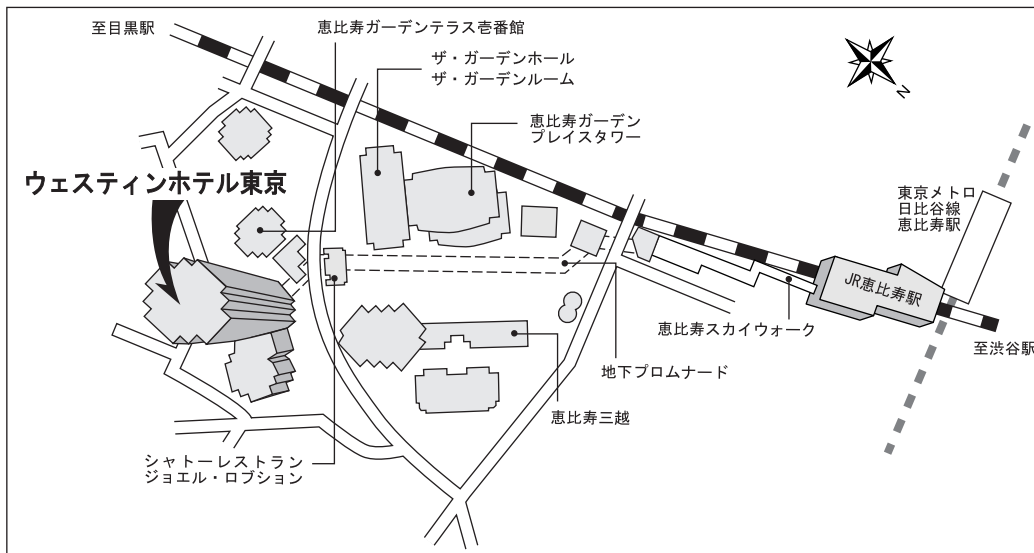 至目黒駅
恵比寿ガーデンテラス壱番館
ザ・ガーデンホール
ザ・ガーデンルーム
恵比寿ガーデン
プレイスタワー
N
ウェスティンホテル東京
東京メトロ
日比谷線
恵比寿駅
JR恵比寿駅
恵比寿スカイウォーク
至渋谷駅
地下プロムナード
恵比寿三越
シャトーレストラン
ジョエル・ロブション